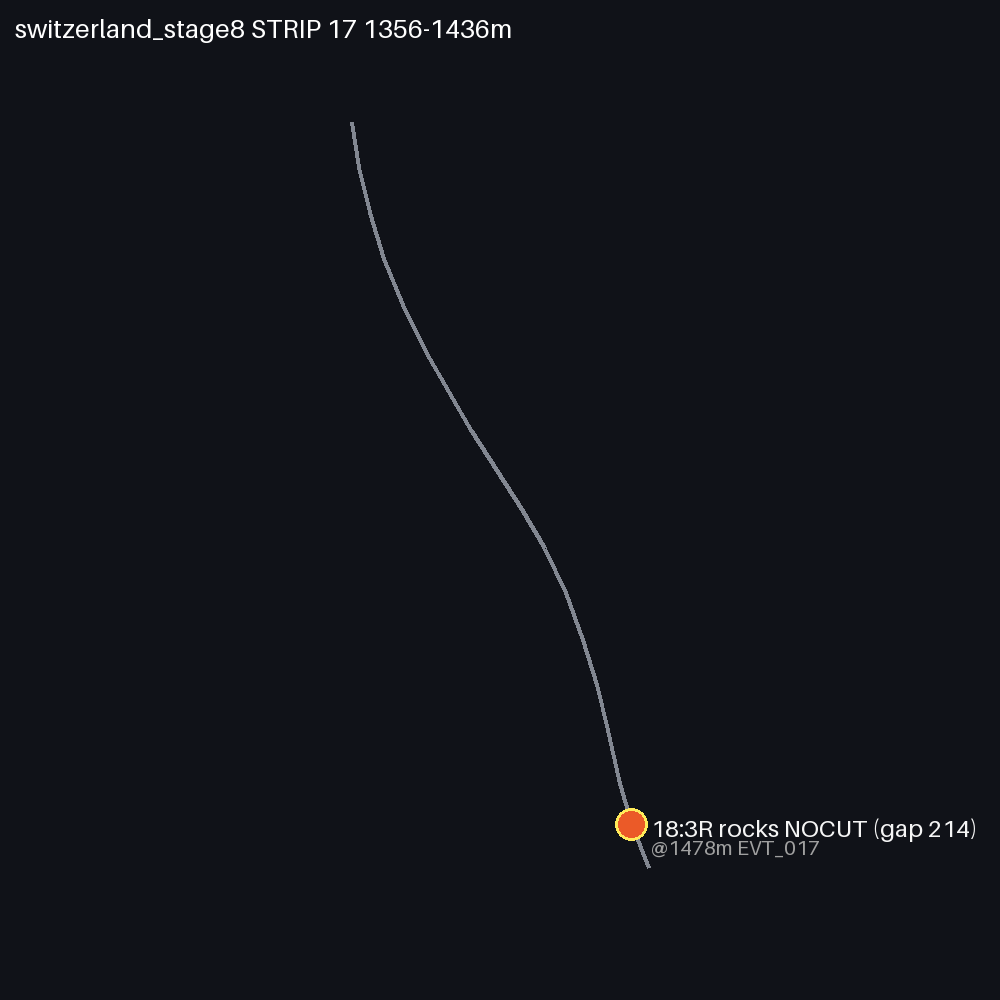 switzerland_stage8 STRIP 17 1356-1436m
18:3R rocks NOCUT (gap 214)
@1478m EVT_017